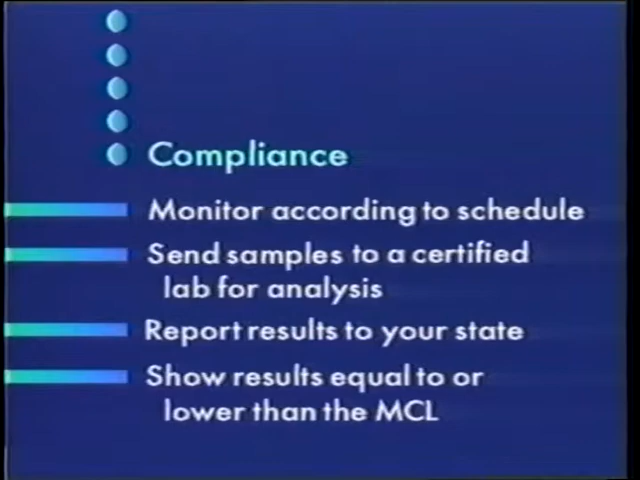 Compliance
Monitor according to schedule
Send samples to a certified
lab for analysis
Report results to your state
Show results equal to or
lower than the MCL